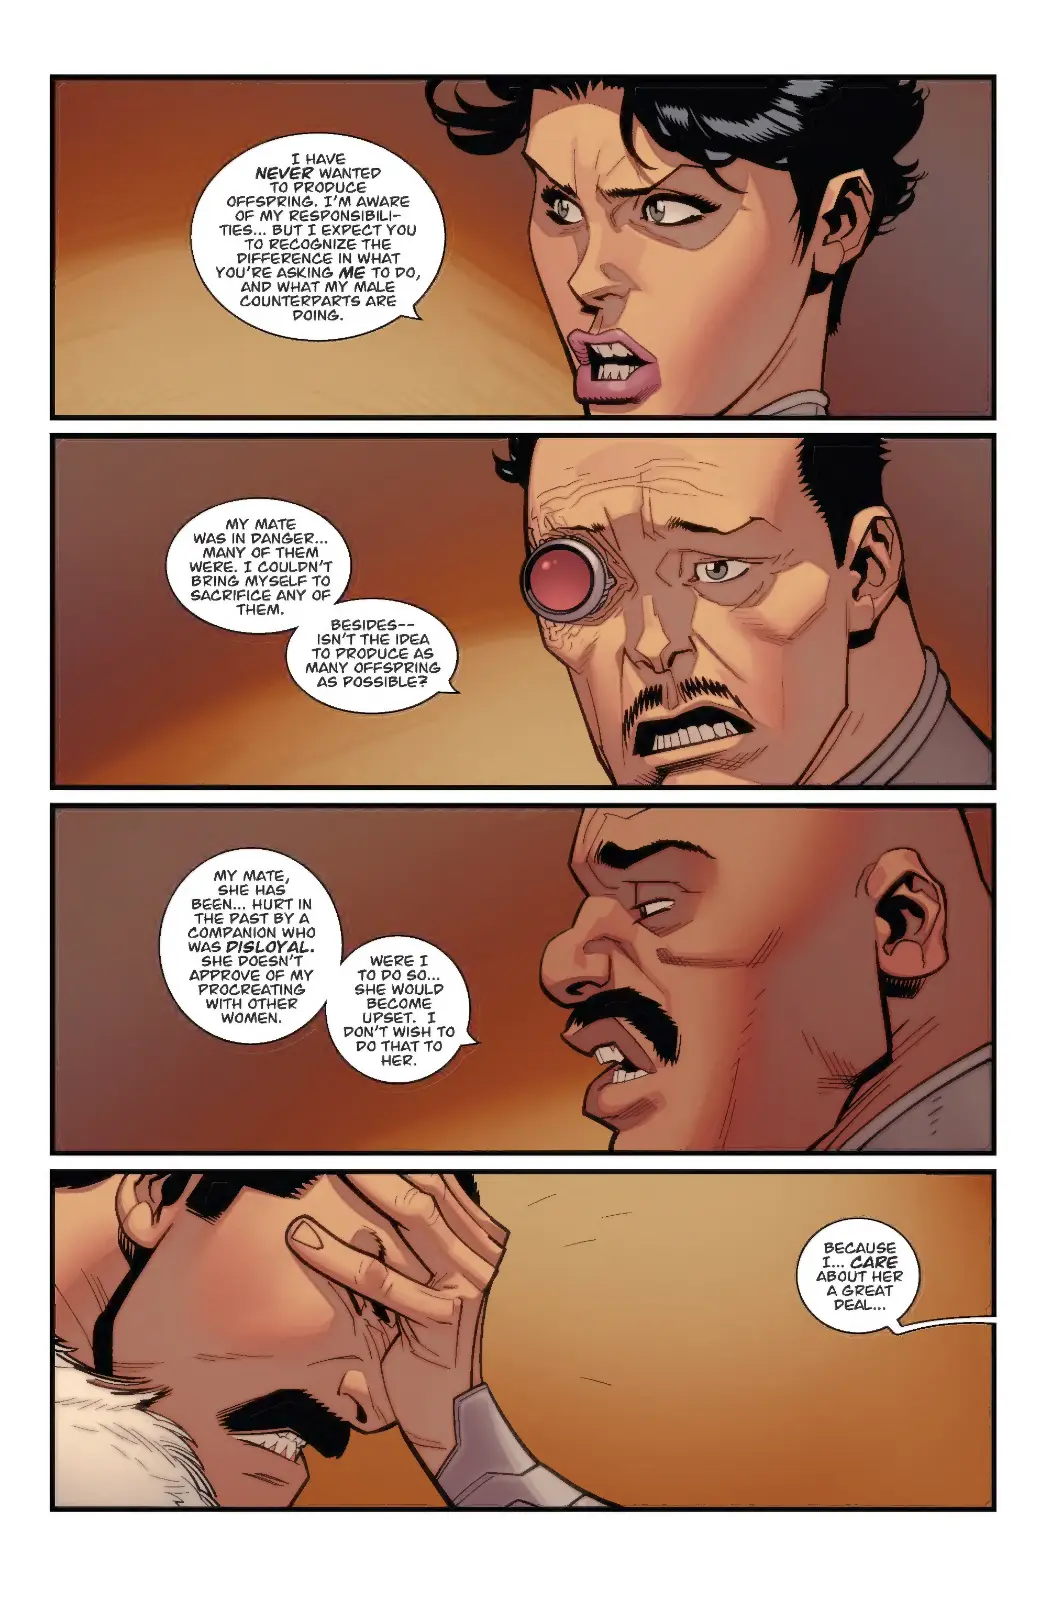 I HAVE
NEVER WANTED
TO PRODUCE
OFFSPRING. I'M AWARE
OF MY RESPONSIBILI-
TIES... BUT I EXPECT YOU
TO RECOGNIZE THE
DIFFERENCE IN WHAT
YOU'RE ASKING ME TO DO,
AND WHAT MY MALE
COUNTERPARTS ARE
DOING.
MY MATE
WAS IN DANGER...
MANY OF THEM
WERE. I COULDN'T
BRING MYSELF TO
SACRIFICE ANY OF
THEM.
BESIDES--
ISN'T THE IDEA
TO PRODUCE AS
MANY OFFSPRING
AS POSSIBLE?
MY MATE,
SHE HAS
BEEN... HURT IN
THE PAST BY A
COMPANION WHO
WAS DISLOYAL.
SHE DOESN'T
APPROVE OF MY
PROCREATING
WITH OTHER
WOMEN.
WERE I
TO DO SO...
SHE WOULD
BECOME
UPSET. I
DON'T WISH TO
DO THAT TO
HER.
BECAUSE
I... CARE
ABOUT HER
A GREAT
DEAL...